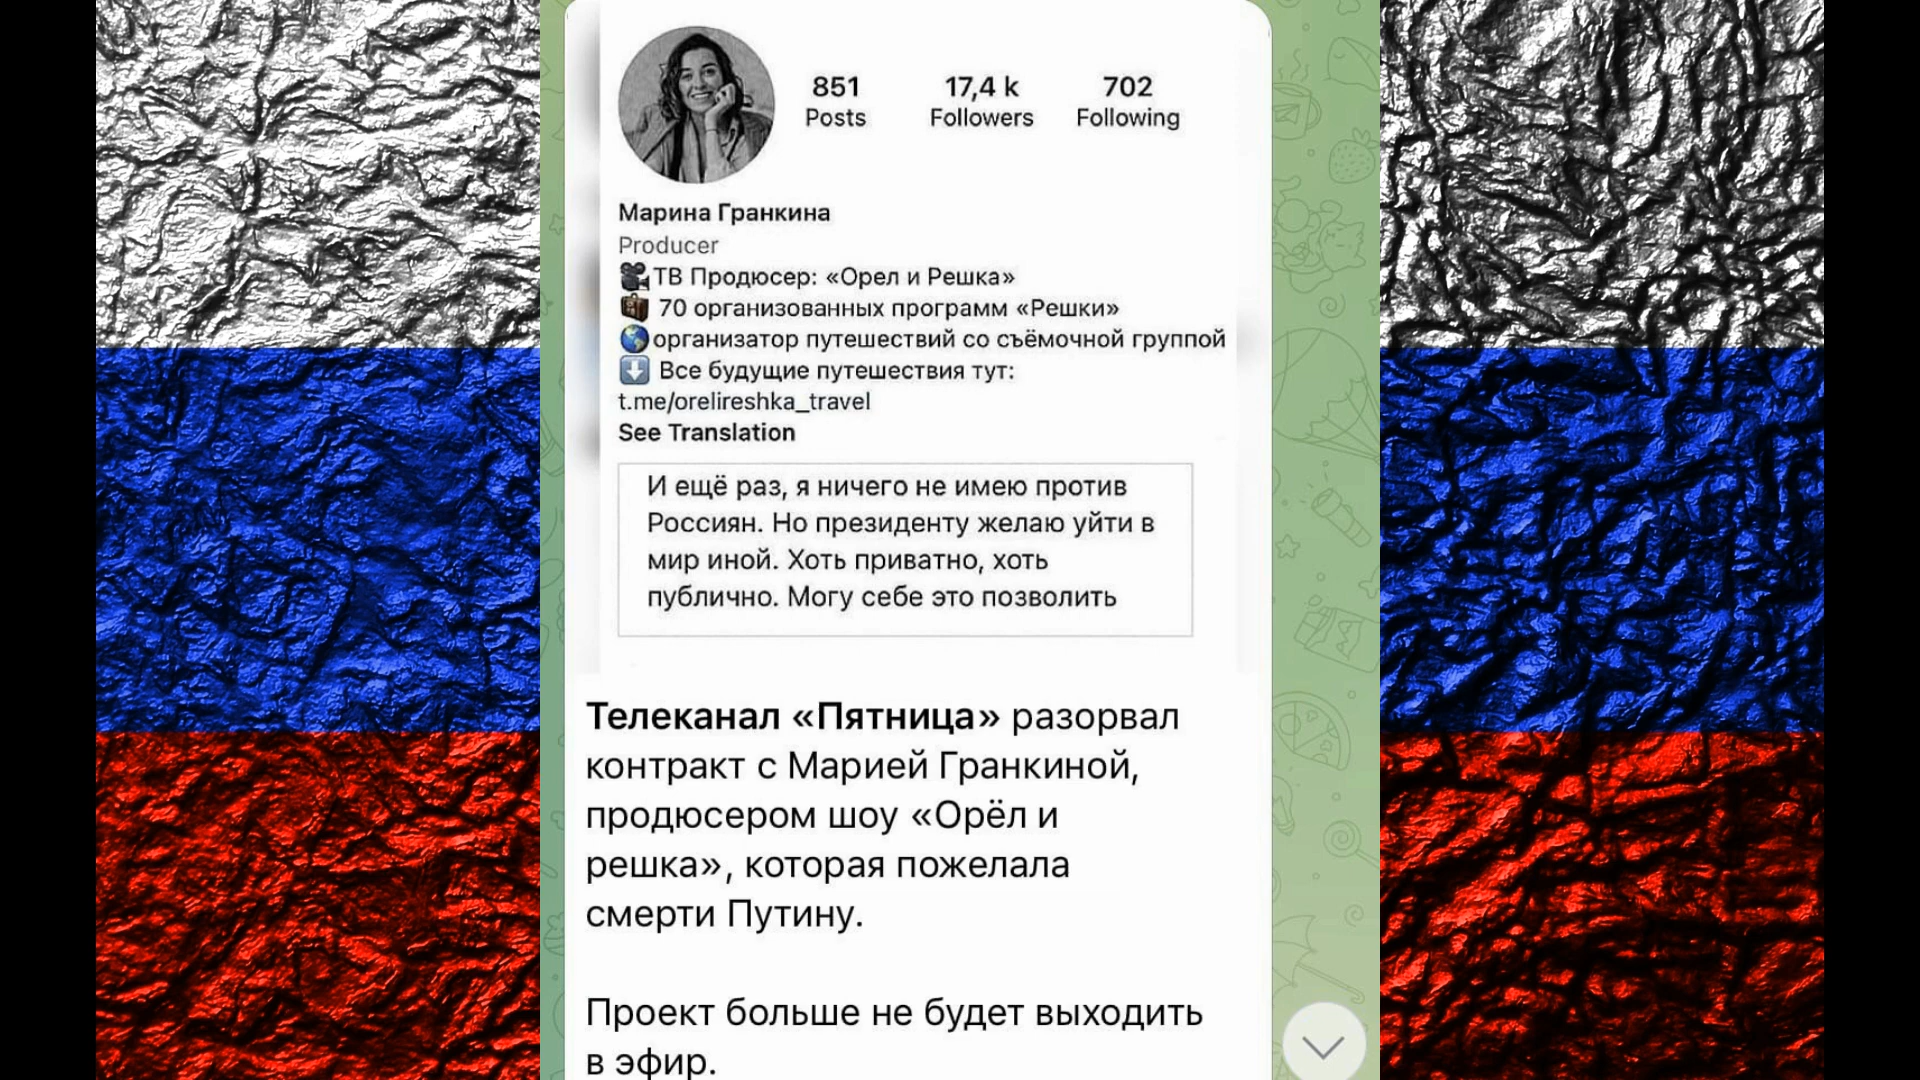 851 17,4 k 702
Posts Followers Following
Марина Гранкина
Producer
ТВ Продюсер: «Орел и Решка»
70 организованных программ «Решки»
организатор путешествий со съёмочной группой
Все будущие путешествия тут:
t.me/orelireshka_travel
See Translation
И ещё раз, я ничего не имею против
Россиян. Но президенту желаю уйти в
мир иной. Хоть приватно, хоть
публично. Могу себе это позволить
Телеканал «Пятница» разорвал
контракт с Марией Гранкиной,
продюсером шоу «Орёл и
решка», которая пожелала
смерти Путину.
Проект больше не будет выходить
в эфир.